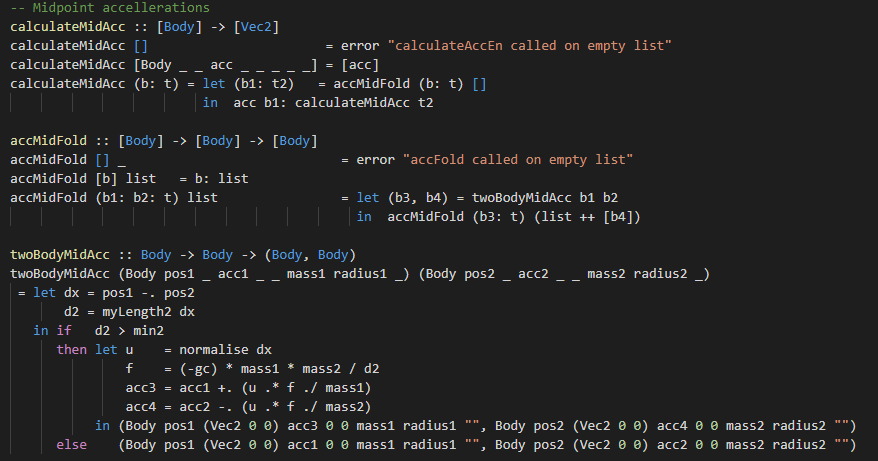 -- Midpoint accellerations
calculateMidAcc :: [Body] -> [Vec2]
calculateMidAcc []                       = error "calculateAccEn called on empty list"
calculateMidAcc [Body _ _ acc _ _ _ _ _] = [acc]
calculateMidAcc (b: t) = let (b1: t2)   = accMidFold (b: t) []
                         in  acc b1: calculateMidAcc t2

accMidFold :: [Body] -> [Body] -> [Body]
accMidFold [] _                            = error "accFold called on empty list"
accMidFold [b] list   = b: list
accMidFold (b1: b2: t) list                = let (b3, b4) = twoBodyMidAcc b1 b2
                                             in  accMidFold (b3: t) (list ++ [b4])

twoBodyMidAcc :: Body -> Body -> (Body, Body)
twoBodyMidAcc (Body pos1 _ acc1 _ _ mass1 radius1 _) (Body pos2 _ acc2 _ _ mass2 radius2 _)
 = let dx = pos1 -. pos2
       d2 = myLength2 dx
   in if   d2 > min2
      then let u    = normalise dx
               f    = (-gc) * mass1 * mass2 / d2
               acc3 = acc1 +. (u .* f ./ mass1)
               acc4 = acc2 -. (u .* f ./ mass2)
           in (Body pos1 (Vec2 0 0) acc3 0 0 mass1 radius1 "", Body pos2 (Vec2 0 0) acc4 0 0 mass2 radius2 "")
      else    (Body pos1 (Vec2 0 0) acc1 0 0 mass1 radius1 "", Body pos2 (Vec2 0 0) acc2 0 0 mass2 radius2 "")